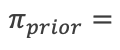 π_prior =